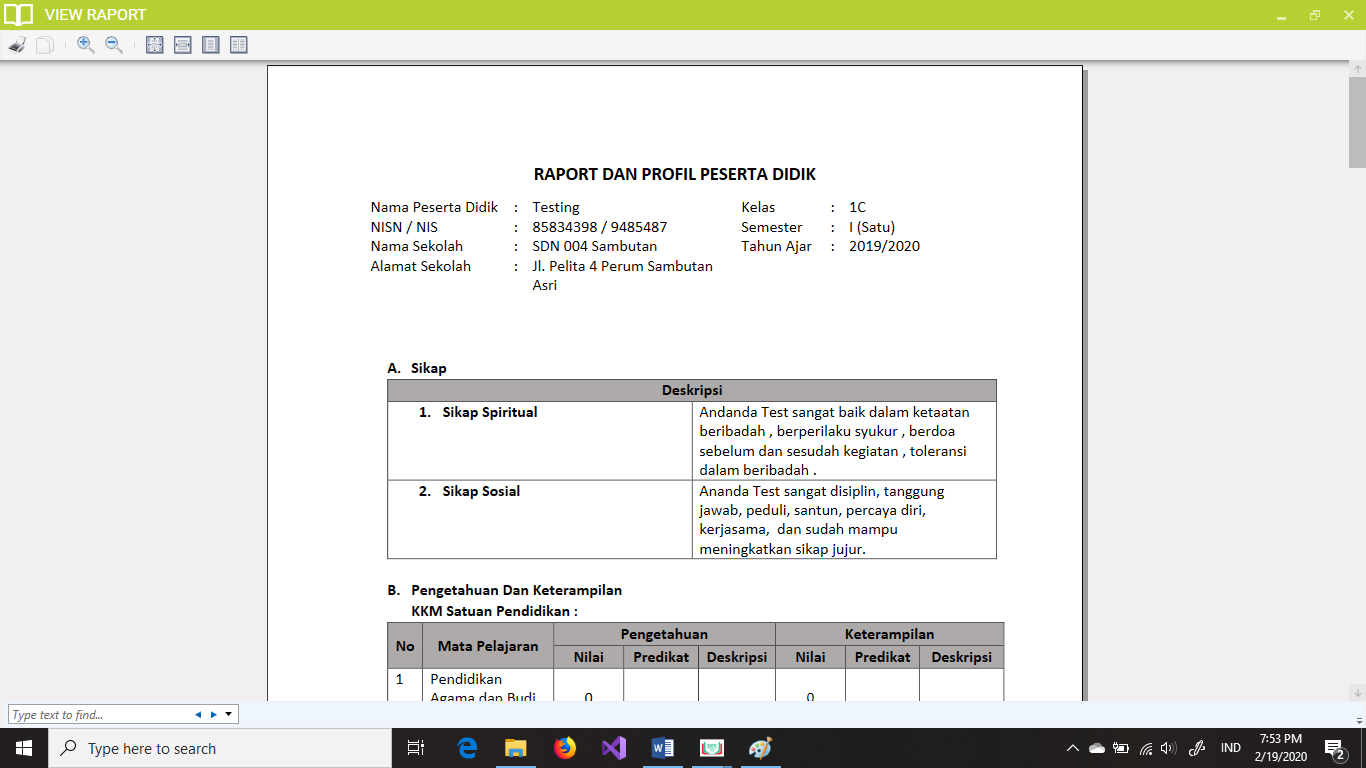 VIEW RAPORT
RAPORT DAN PROFIL PESERTA DIDIK
Nama Peserta Didik : Testing
Kelas : 1C
NISN / NIS : 85834398 / 9485487
Semester : I (Satu)
Nama Sekolah : SDN 004 Sambutan
Tahun Ajar : 2019/2020
Alamat Sekolah : Jl. Pelita 4 Perum Sambutan
Asri
A. Sikap
Deskripsi
1. Sikap Spiritual
Andanda Test sangat baik dalam ketaatan
beribadah , berperilaku syukur , berdoa
sebelum dan sesudah kegiatan , toleransi
dalam beribadah .
2. Sikap Sosial
Ananda Test sangat disiplin, tanggung
jawab, peduli, santun, percaya diri,
kerjasama, dan sudah mampu
meningkatkan sikap jujur.
B. Pengetahuan Dan Keterampilan
KKM Satuan Pendidikan :
No Mata Pelajaran Pengetahuan Keterampilan
Nilai Predikat Deskripsi Nilai Predikat Deskripsi
1 Pendidikan
Agama dan Budi 0 0
Type text to find...
Type here to search
IND
7:53 PM
2/19/2020
2